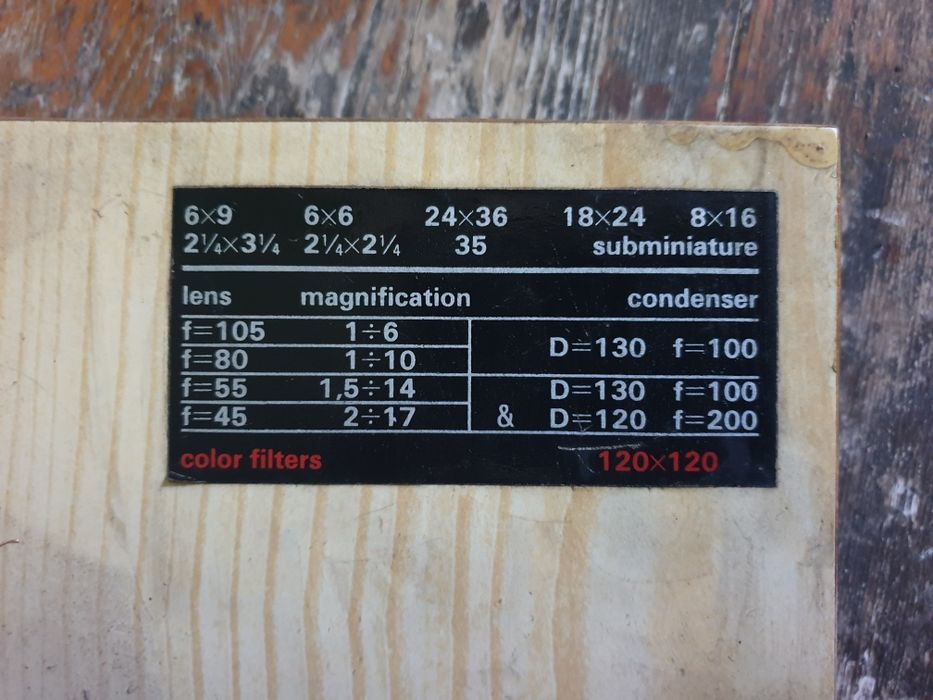 6×9 6×6 24×36 18×24 8×16
2¼×3¼ 2¼×2¼ 35 subminiature
lens magnification condenser
f=105 1÷6
D=130 f=100
f=80 1÷10
f=55 1,5÷14 D=130 f=100
f=45 2÷17 & D=120 f=200
color filters 120×120